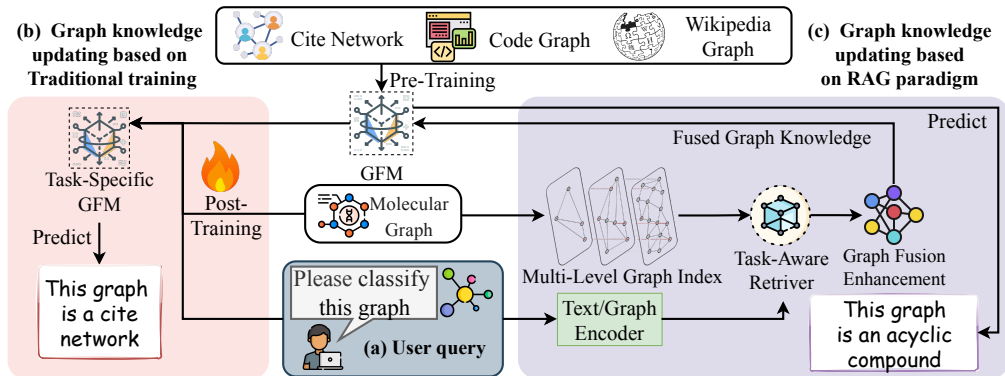 (b) Graph knowledge
updating based on
Traditional training
Cite Network
Code Graph
Wikipedia
Graph
(c) Graph knowledge
updating based
on RAG paradigm
Pre-Training
Predict
Fused Graph Knowledge
Task-Specific
GFM
Post-
Training
GFM
Molecular
Graph
Predict
Multi-Level Graph Index
Task-Aware
Retriver
Graph Fusion
Enhancement
This graph
is a cite
network
Please classify
this graph
(a) User query
Text/Graph
Encoder
This graph
is an acyclic
compound